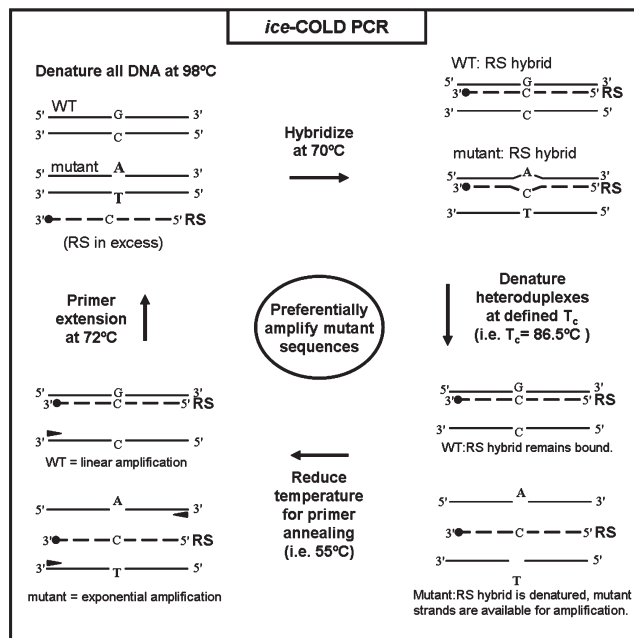 ice-COLD PCR
Denature all DNA at 98ºC
WT
5' G 3'
3' C 5'
mutant A
5' 3'
3' T 5'
3' C 5' RS
(RS in excess)
Hybridize
at 70ºC
WT: RS hybrid
5' G 3'
3' C 5' RS
3' C 5'
mutant: RS hybrid
5' A 3'
3' C 5' RS
3' T 5'
Denature
heteroduplexes
at defined Tc
(i.e. Tc= 86.5ºC )
5' G 3'
3' C 5' RS
3' C 5'
WT:RS hybrid remains bound.
5' A 3'
3' C 5' RS
3' 5'
T
Mutant:RS hybrid is denatured, mutant
strands are available for amplification.
Reduce
temperature
for primer
annealing
(i.e. 55ºC)
5' G 3'
3' C 5' RS
3' C 5'
WT = linear amplification
5' A 3'
3' C 5' RS
3' T 5'
mutant = exponential amplification
Primer
extension
at 72ºC
Preferentially
amplify mutant
sequences